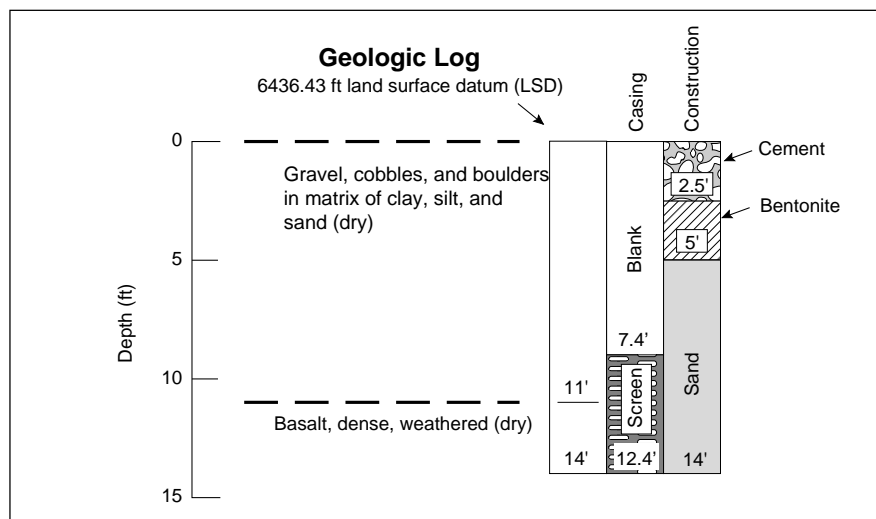 Geologic Log
6436.43 ft land surface datum (LSD)
Casing
Construction
0
Gravel, cobbles, and boulders
in matrix of clay, silt, and
sand (dry)
Cement
2.5'
Bentonite
5'
5
Depth (ft)
Blank
7.4'
10
11'
Screen
Sand
Basalt, dense, weathered (dry)
14'
12.4'
14'
15